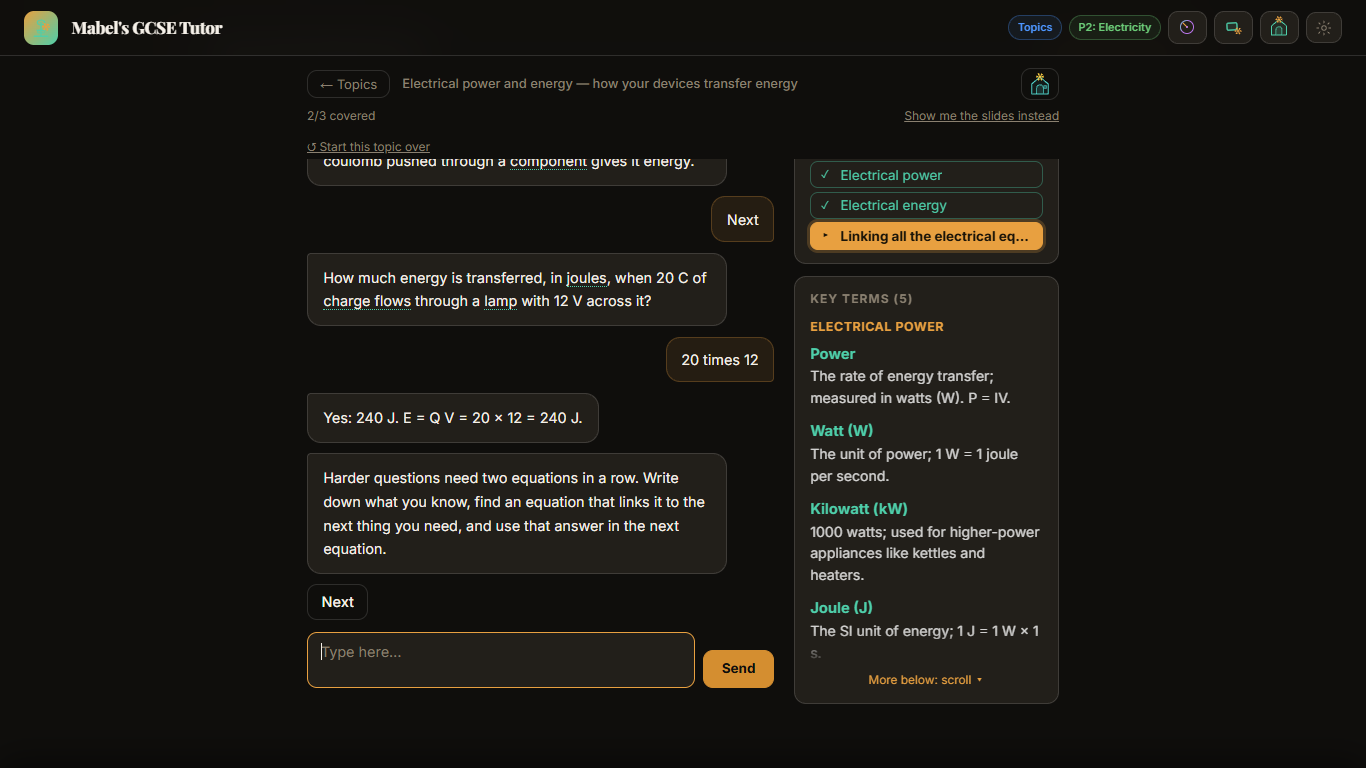 Mabel's GCSE Tutor
Topics
P2: Electricity
← Topics
Electrical power and energy — how your devices transfer energy
2/3 covered
Show me the slides instead
↺ Start this topic over
coulomb pushed through a component gives it energy.
Next
How much energy is transferred, in joules, when 20 C of
charge flows through a lamp with 12 V across it?
20 times 12
Yes: 240 J. E = Q V = 20 × 12 = 240 J.
Harder questions need two equations in a row. Write
down what you know, find an equation that links it to the
next thing you need, and use that answer in the next
equation.
Next
Type here...
Send
✓ Electrical power
✓ Electrical energy
▸ Linking all the electrical eq...
KEY TERMS (5)
ELECTRICAL POWER
Power
The rate of energy transfer;
measured in watts (W). P = IV.
Watt (W)
The unit of power; 1 W = 1 joule
per second.
Kilowatt (kW)
1000 watts; used for higher-power
appliances like kettles and
heaters.
Joule (J)
The SI unit of energy; 1 J = 1 W × 1
s.
More below: scroll ▾